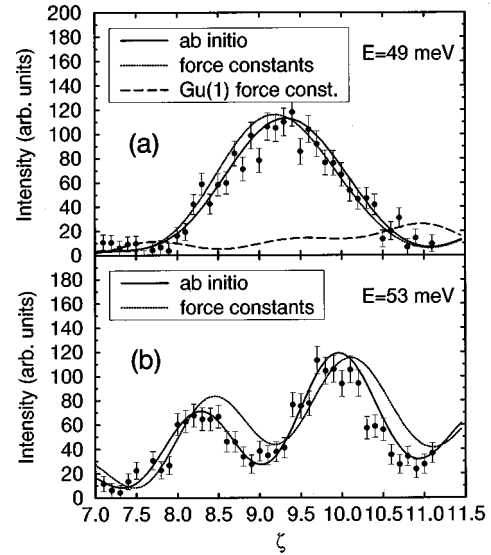 200
180
160
140
120
100
80
60
40
20
0
Intensity (arb. units)
ab initio
force constants
Gu(1) force const.
E=49 meV
(a)
180
160
140
120
100
80
60
40
20
0
Intensity (arb. units)
ab initio
force constants
E=53 meV
(b)
7.0 7.5 8.0 8.5 9.0 9.5 10.0 10.5 11.0 11.5
ζ